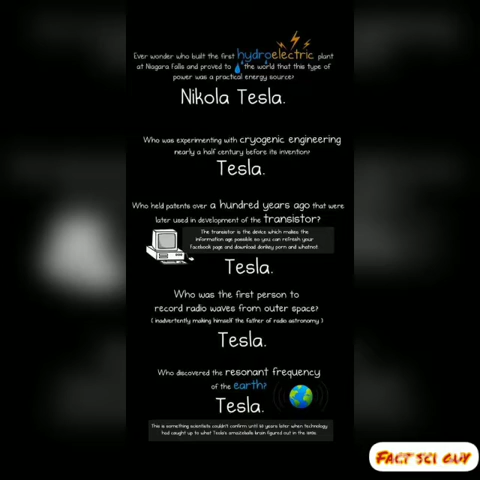 Ever wonder who built the first hydroelectric plant
at Niagara Falls and proved to the world that this type of
power was a practical energy source?
Nikola Tesla.
Who was experimenting with cryogenic engineering
nearly a half century before its invention?
Tesla.
Who held patents over a hundred years ago that were
later used in development of the transistor?
The transistor is the device which makes the
information age possible so you can refresh your
Facebook page and download donkey porn and whatnot.
Tesla.
Who was the first person to
record radio waves from outer space?
( inadvertently making himself the father of radio astronomy )
Tesla.
Who discovered the resonant frequency
of the earth?
Tesla.
This is something scientists couldn't confirm until 50 years later when technology
had caught up to what Tesla's amazeballs brain figured out in the 1890s.
FACT SCI GUY